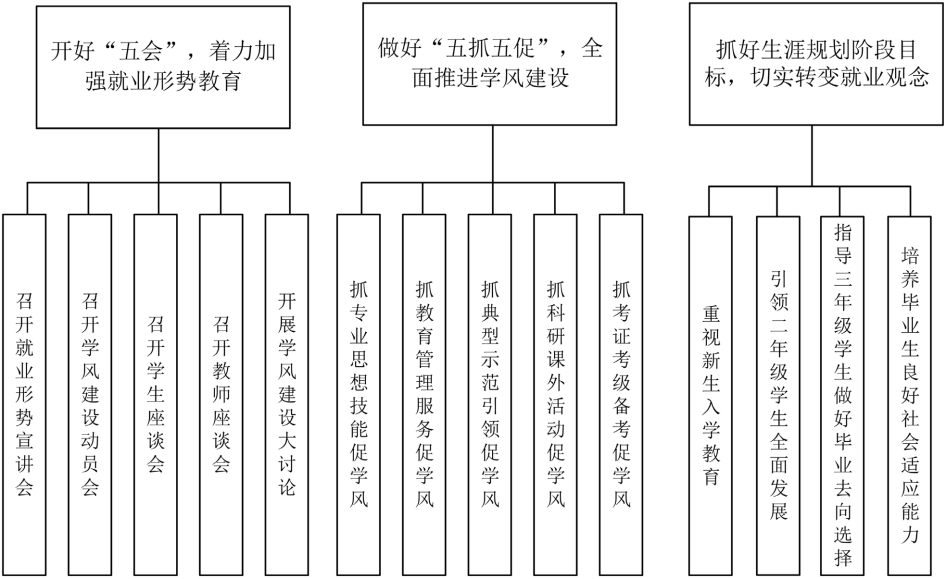 开好“五会”，着力加
强就业形势教育
做好“五抓五促”，全
面推进学风建设
抓好生涯规划阶段目
标，切实转变就业观念
召开就业形势宣讲会
召开学风建设动员会
召开学生座谈会
召开教师座谈会
开展学风建设大讨论
抓专业思想技能促学风
抓教育管理服务促学风
抓典型示范引领促学风
抓科研课外活动促学风
抓考证考级备考促学风
重视新生入学教育
引领二年级学生全面发展
指导三年级学生做好毕业去向选择
培养毕业生良好社会适应能力